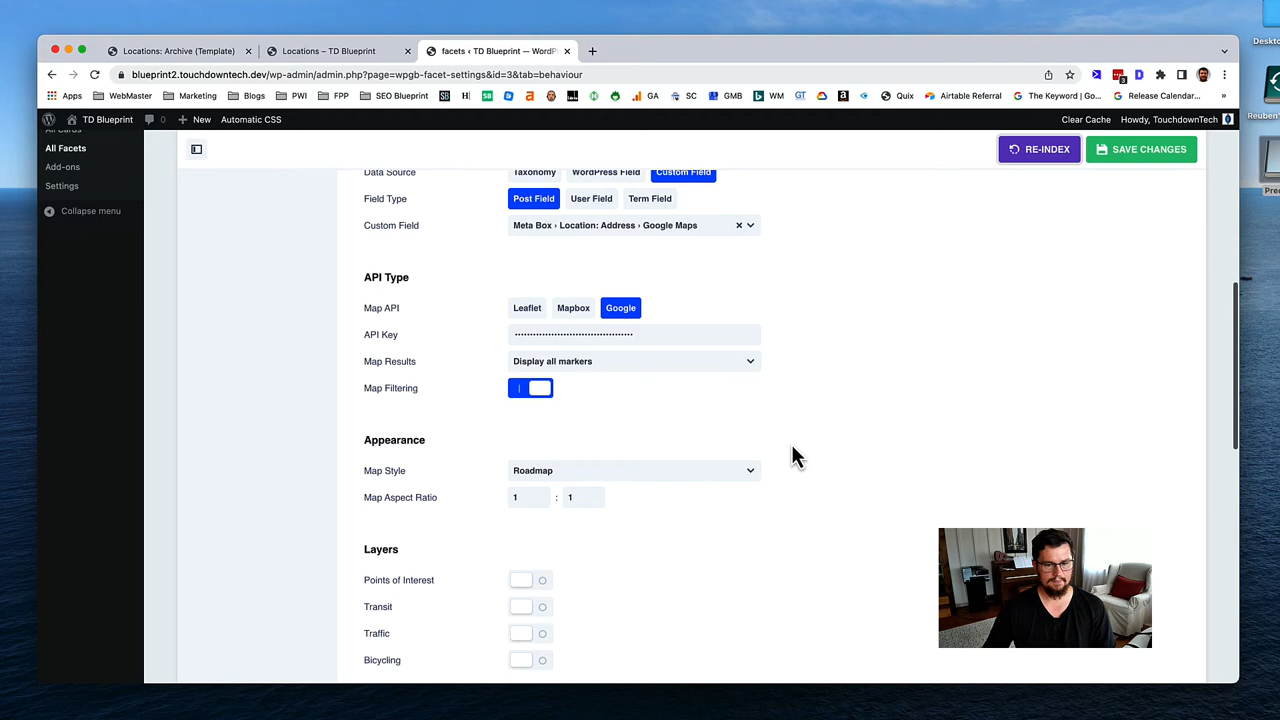 Deskto
Locations: Archive (Template)
Locations – TD Blueprint
facets ‹ TD Blueprint — WordP
blueprint2.touchdowntech.dev/wp-admin/admin.php?page=wpgb-facet-settings&id=3&tab=behaviour
3
Apps WebMaster Marketing Blogs PWI FPP SEO Blueprint GA SC GMB WM GT Quix Airtable Referral The Keyword | Go... Release Calendar... »
Reuben'
TD Blueprint 0 New Automatic CSS Clear Cache Howdy, TouchdownTech
All Cards
All Facets
Add-ons
Settings
Collapse menu
RE-INDEX SAVE CHANGES
Data Source Taxonomy WordPress Field Custom Field
Field Type Post Field User Field Term Field
Custom Field Meta Box › Location: Address › Google Maps
API Type
Map API Leaflet Mapbox Google
API Key
Map Results Display all markers
Map Filtering
Appearance
Map Style Roadmap
Map Aspect Ratio 1 : 1
Layers
Points of Interest
Transit
Traffic
Bicycling